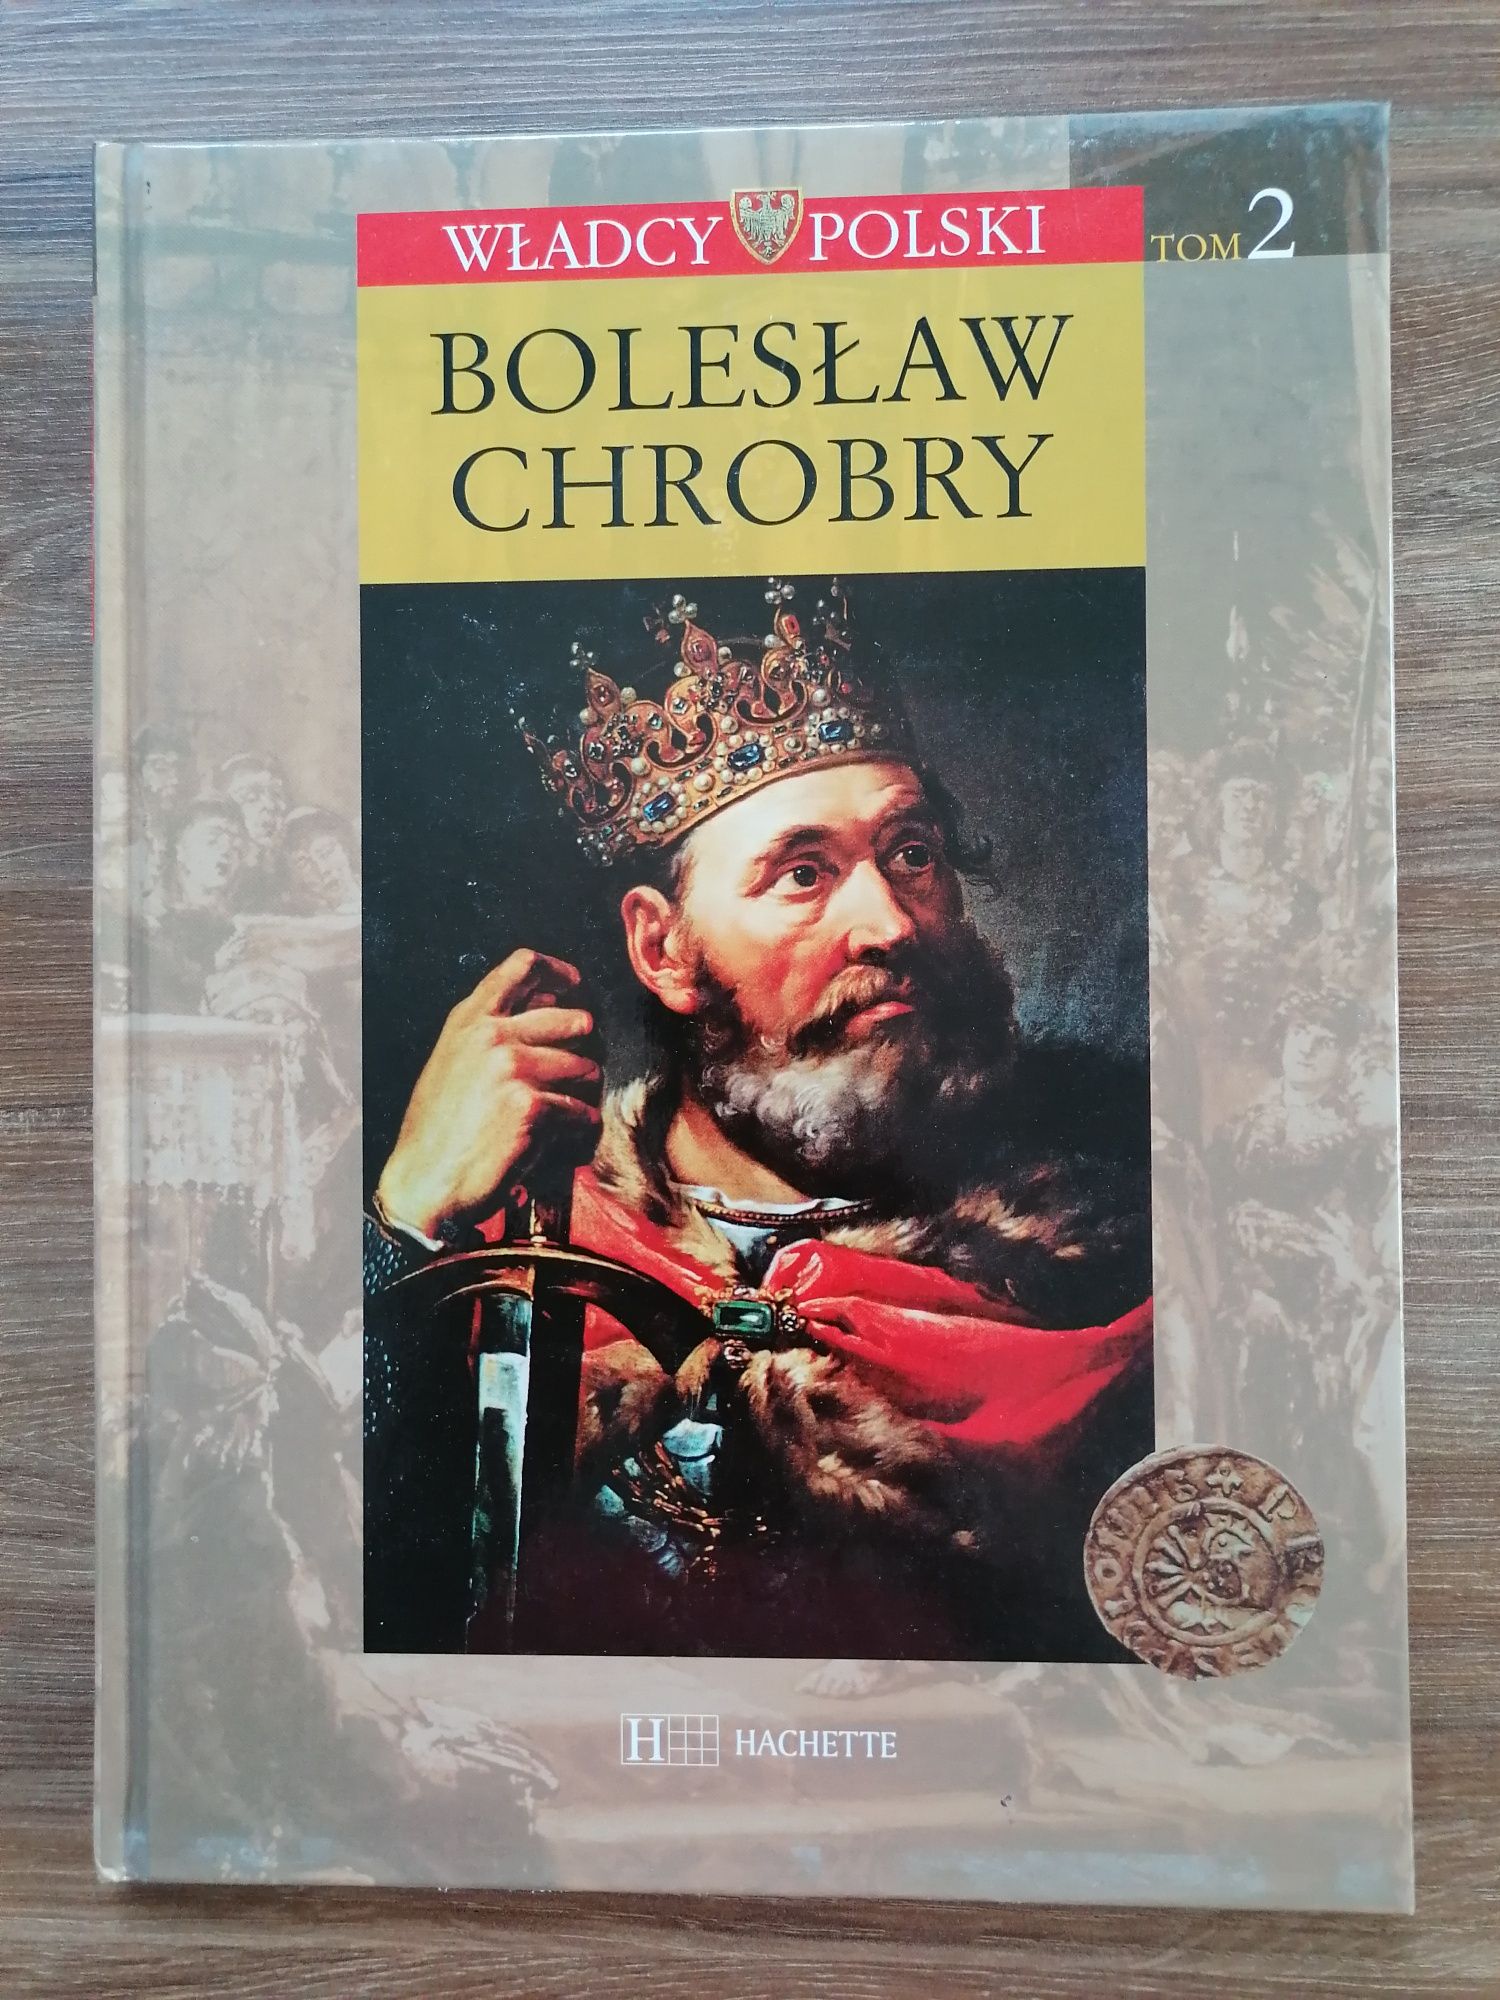 WŁADCY POLSKI
TOM 2
BOLESŁAW
CHROBRY
H HACHETTE